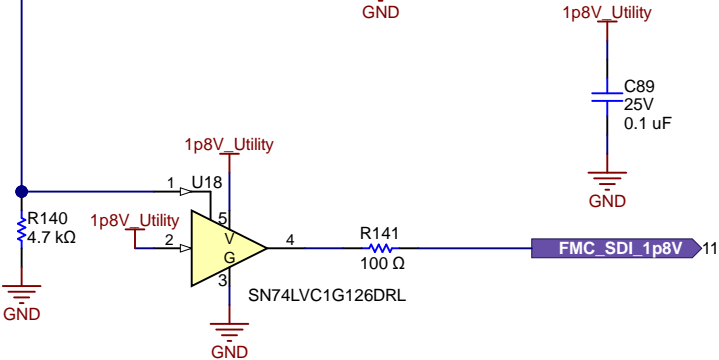 GND
1p8V_Utility
C89
25V
0.1 uF
GND
1p8V_Utility
1
U18
R140
4.7 kΩ
1p8V_Utility
5
V
2
4
G
3
R141
100 Ω
FMC_SDI_1p8V
11
SN74LVC1G126DRL
GND
GND